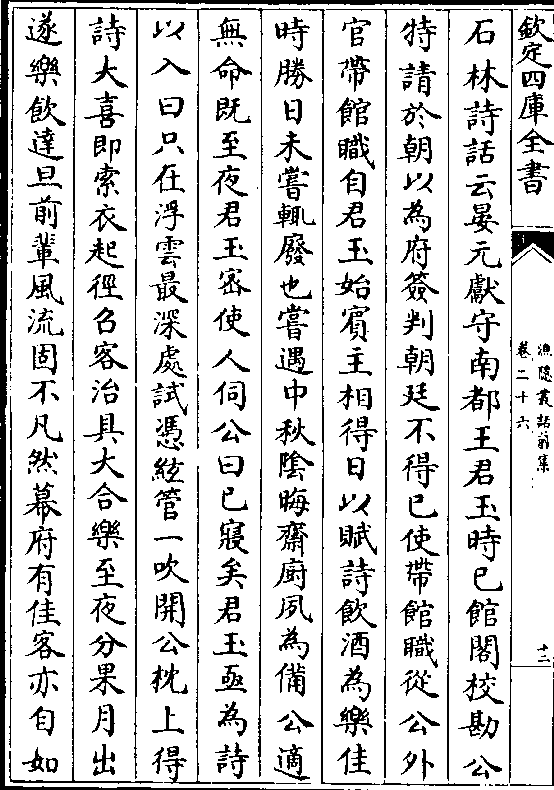 欽定四庫全書
漁隱叢話前集
卷二十六
十二
石林詩話云晏元獻守南都王君玉時已館閣校勘公
特請於朝以為府簽判朝廷不得已使帶館職從公外
官帶館職自君玉始賓主相得日以賦詩飲酒為樂佳
時勝日未嘗輒廢也嘗遇中秋陰晦齋廚夙為備公適
無命既至夜君玉密使人伺公曰已寢矣君玉亟為詩
以入曰只在浮雲最深處試憑絃管一吹開公枕上得
詩大喜即索衣起徑召客治具大合樂至夜分果月出
遂樂飲達旦前輩風流固不凡然幕府有佳客亦自如